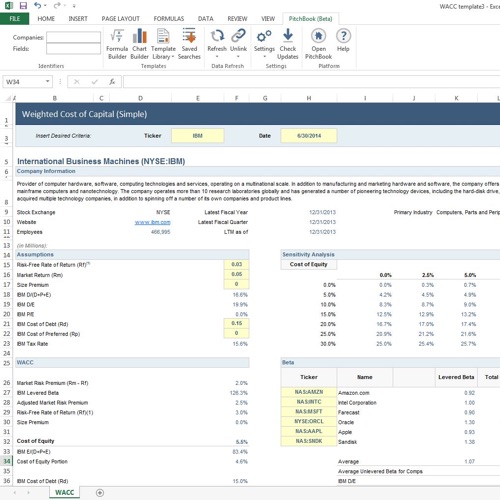 WACC template3 - Exce
FILE HOME INSERT PAGE LAYOUT FORMULAS DATA REVIEW VIEW PitchBook (Beta)
Companies:
Fields:
Formula Builder Chart Builder Template Library Saved Searches Refresh Unlink Settings Check Updates Open PitchBook Help
Identifiers Templates Data Refresh Settings Platform
W34 fx
A B C D E F G H I J K L
1 Weighted Cost of Capital (Simple)
3 Insert Desired Criteria: Ticker IBM Date 6/30/2014
5 International Business Machines (NYSE:IBM)
6 Company Information
Provider of computer hardware, software, computing technologies and services, operating on a multinational scale. In addition to manufacturing and marketing hardware and software, the company offers
mainframe computers and nanotechnology. The company operates more than 10 research laboratories globally and has generated a number of pioneering technology devices, including the hard-disk drive,
8 acquired multiple technology companies, in addition to spinning off a number of its own companies and product lines.
9 Stock Exchange NYSE Latest Fiscal Year 12/31/2013 Primary Industry Computers, Parts and Perip
10 Website www.ibm.com Latest Fiscal Quarter 12/31/2013
11 Employees LTM as of 12/31/2013
13 (in Millions):
14 Assumptions Sensitivity Analysis
15 Risk-Free Rate of Return (Rf)(1) 0.03 Cost of Equity
16 Market Return (Rm) 0.05 0.0% 2.5% 5.0%
17 Size Premium 0 0.0% 0.0% 0.3% 0.7%
18 IBM D/(D+P+E) 16.6% 5.0% 4.2% 4.5% 4.9%
19 IBM D/E 19.9% 10.0% 8.3% 8.7% 9.0%
20 IBM P/E 0.0% 15.0% 12.5% 12.9% 13.2%
21 IBM Cost of Debt (Rd) 0.15 20.0% 16.7% 17.0% 17.4%
22 IBM Cost of Preferred (Rp) 0 25.0% 20.9% 21.2% 21.6%
23 IBM Tax Rate 15.6% 30.0% 25.0% 25.4% 25.7%
25 WACC Beta
26 Market Risk Premium (Rm - Rf) 2.0% Ticker Name Levered Beta Total
27 IBM Levered Beta 126.3% NAS:AMZN Amazon.com 0.92
28 Adjusted Market Risk Premium 2.5% NAS:INTC Intel Corporation 1.00
29 Risk-Free Rate of Return (Rf)(1) 3.0% NAS:MSFT Farecast 0.90
30 Size Premium 0.0% NYSE:ORCL Oracle 1.30
31 NAS:AAPL Apple 0.93
32 Cost of Equity 5.5% NAS:SNDK Sandisk 1.38
33 IBM E/(D+P+E) 83.4%
34 Cost of Equity Portion 4.6% Average 1.07
35 Average Unlevered Beta for Comps
36 IBM Cost of Debt (Rd) 15.0% IBM D/E
WACC